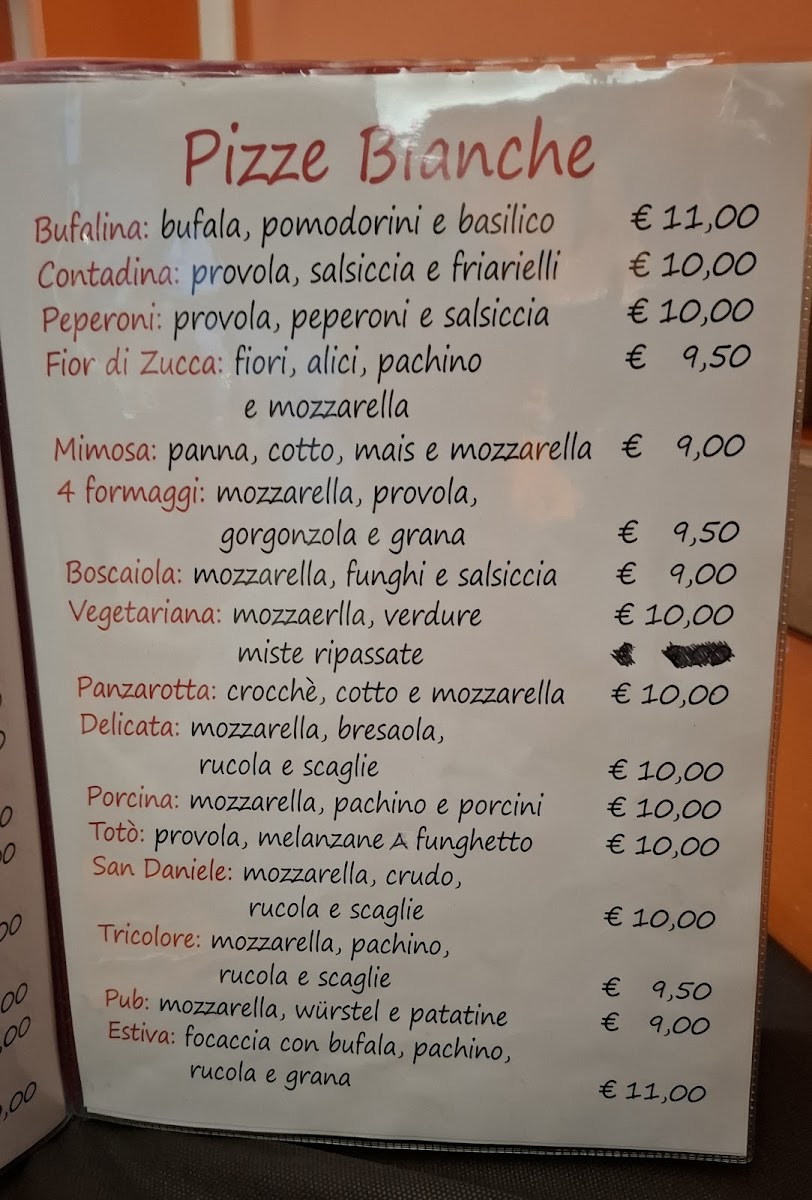 Pizze Bianche
Bufalina: bufala, pomodorini e basilico € 11,00
Contadina: provola, salsiccia e friarielli € 10,00
Peperoni: provola, peperoni e salsiccia € 10,00
Fior di Zucca: fiori, alici, pachino € 9,50
e mozzarella
Mimosa: panna, cotto, mais e mozzarella € 9,00
4 formaggi: mozzarella, provola,
gorgonzola e grana € 9,50
Boscaiola: mozzarella, funghi e salsiccia € 9,00
Vegetariana: mozzaerlla, verdure € 10,00
miste ripassate €
Panzarotta: crocchè, cotto e mozzarella € 10,00
Delicata: mozzarella, bresaola,
rucola e scaglie € 10,00
Porcina: mozzarella, pachino e porcini € 10,00
Totò: provola, melanzane A funghetto € 10,00
San Daniele: mozzarella, crudo,
rucola e scaglie € 10,00
Tricolore: mozzarella, pachino,
rucola e scaglie € 9,50
Pub: mozzarella, würstel e patatine € 9,00
Estiva: focaccia con bufala, pachino,
rucola e grana € 11,00